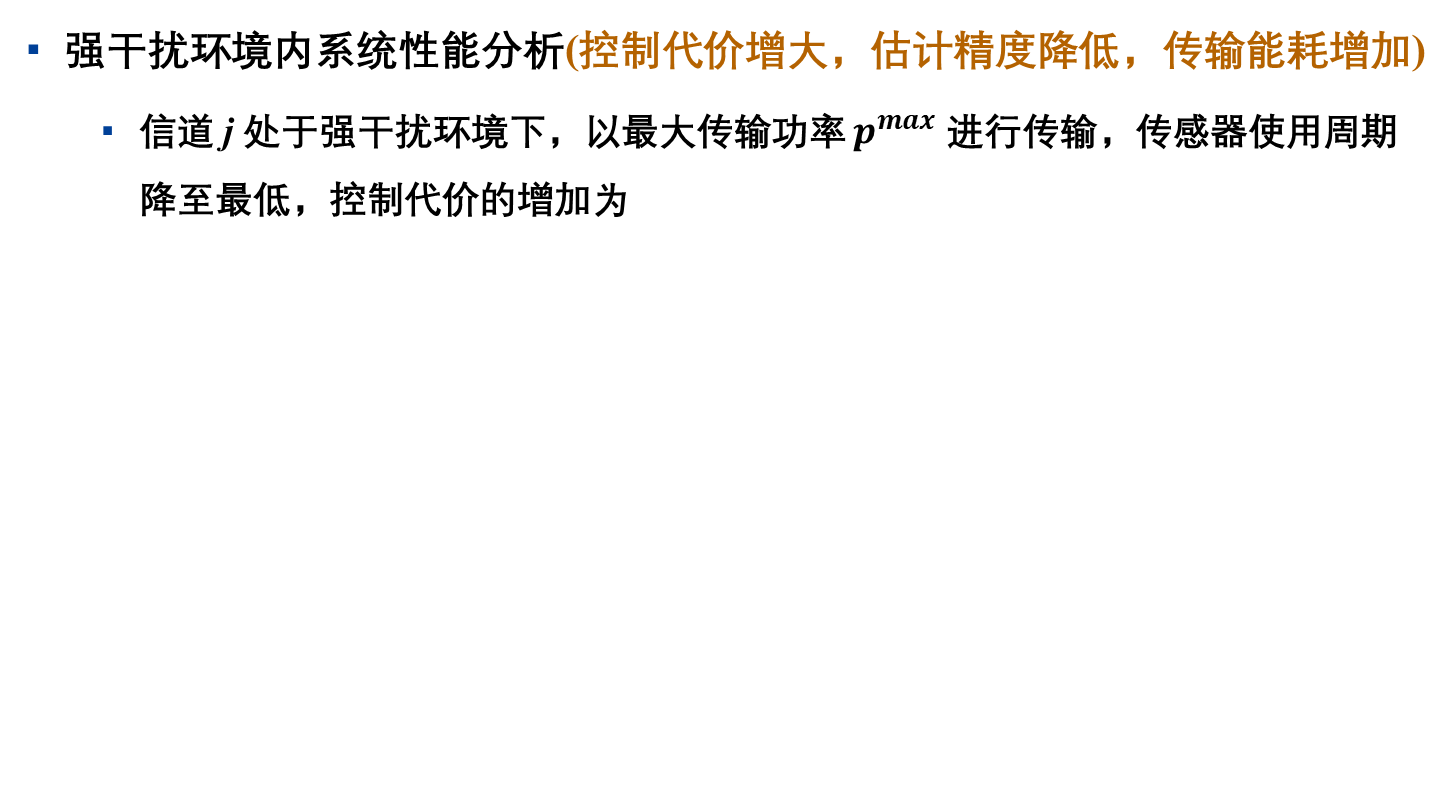 ▪ 强干扰环境内系统性能分析(控制代价增大，估计精度降低，传输能耗增加)
▪ 信道 j 处于强干扰环境下，以最大传输功率 p^max 进行传输，传感器使用周期
降至最低，控制代价的增加为